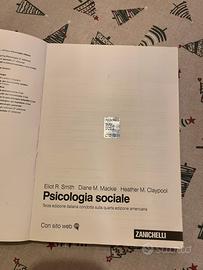 Eliot R. Smith Diane M. Mackie Heather M. Claypool
Psicologia sociale
Terza edizione italiana condotta sulla quarta edizione americana
Con sito web
ZANICHELLI
subito